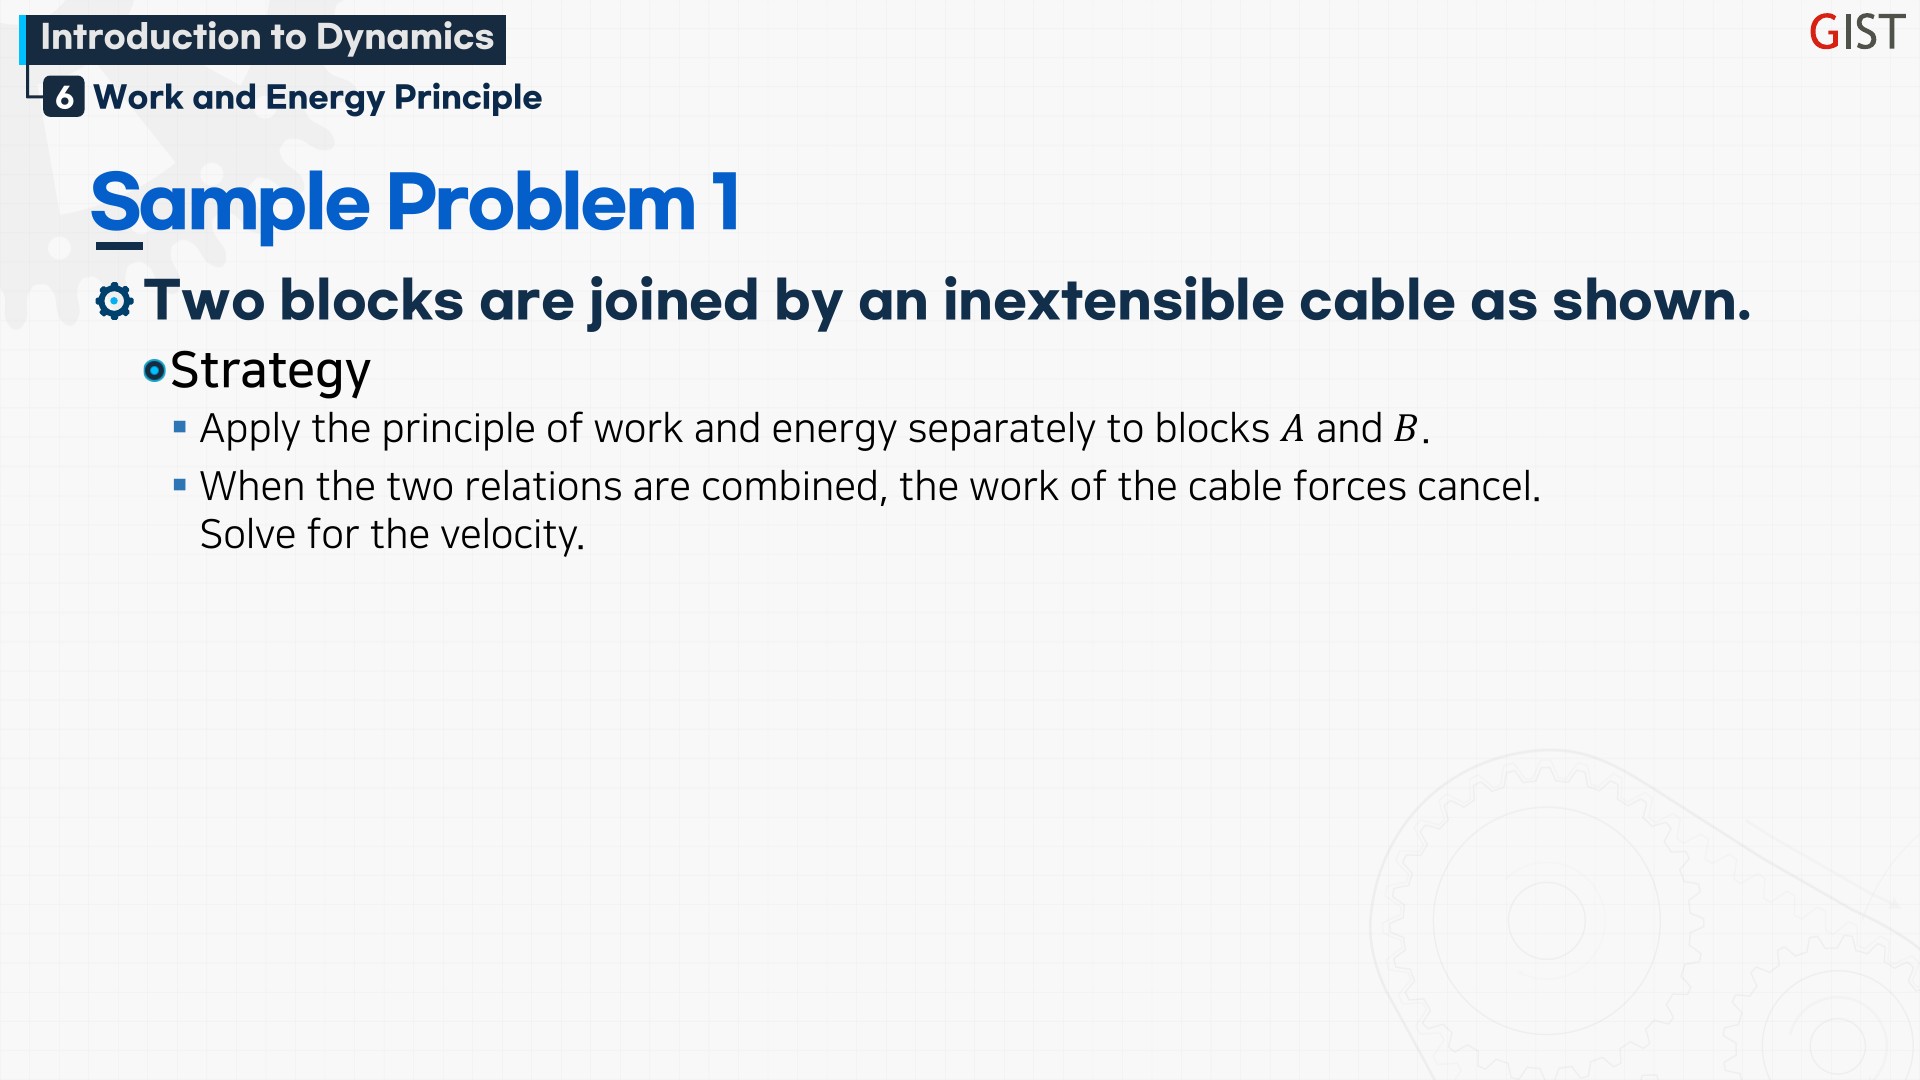 Introduction to Dynamics
GIST
6 Work and Energy Principle
Sample Problem 1
Two blocks are joined by an inextensible cable as shown.
Strategy
Apply the principle of work and energy separately to blocks A and B.
When the two relations are combined, the work of the cable forces cancel.
Solve for the velocity.